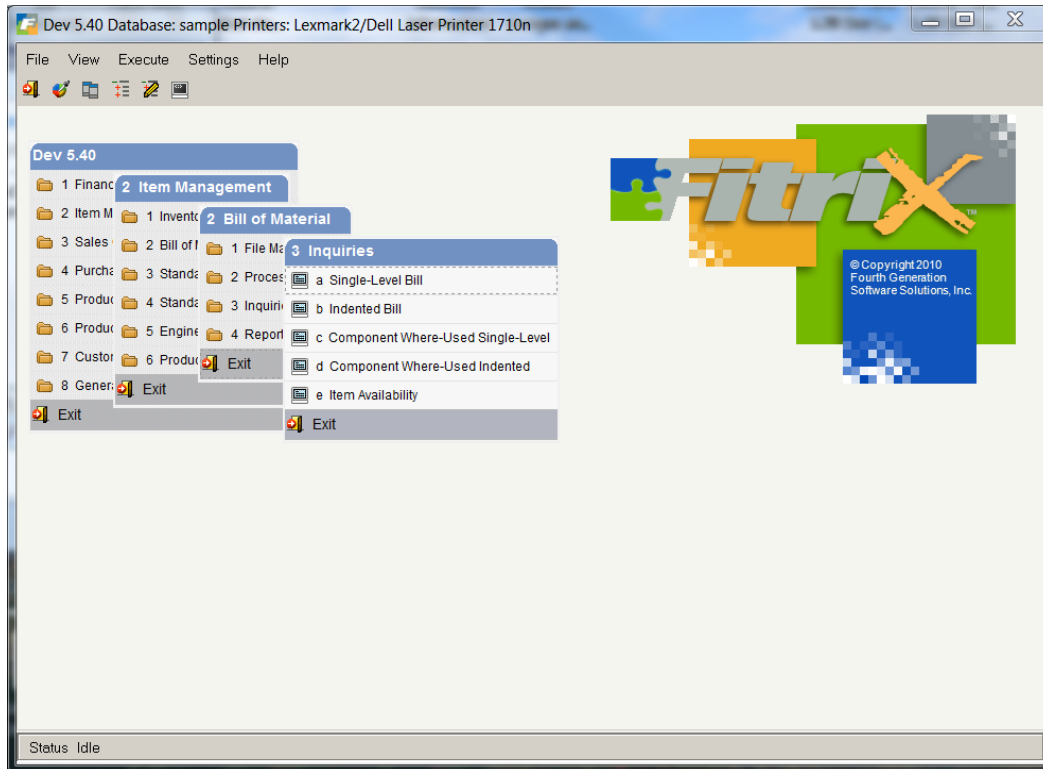 Dev 5.40 Database: sample Printers: Lexmark2/Dell Laser Printer 1710n
File View Execute Settings Help
Dev 5.40
1 Financ
2 Item M
3 Sales
4 Purcha
5 Produc
6 Produc
7 Custor
8 Genera
Exit
2 Item Management
1 Invento
2 Bill of M
3 Standa
4 Standa
5 Engine
6 Produc
Exit
2 Bill of Material
1 File Ma
2 Proces
3 Inquiri
4 Report
Exit
3 Inquiries
a Single-Level Bill
b Indented Bill
c Component Where-Used Single-Level
d Component Where-Used Indented
e Item Availability
Exit
FitriX
TM
© Copyright 2010
Fourth Generation
Software Solutions, Inc.
Status Idle